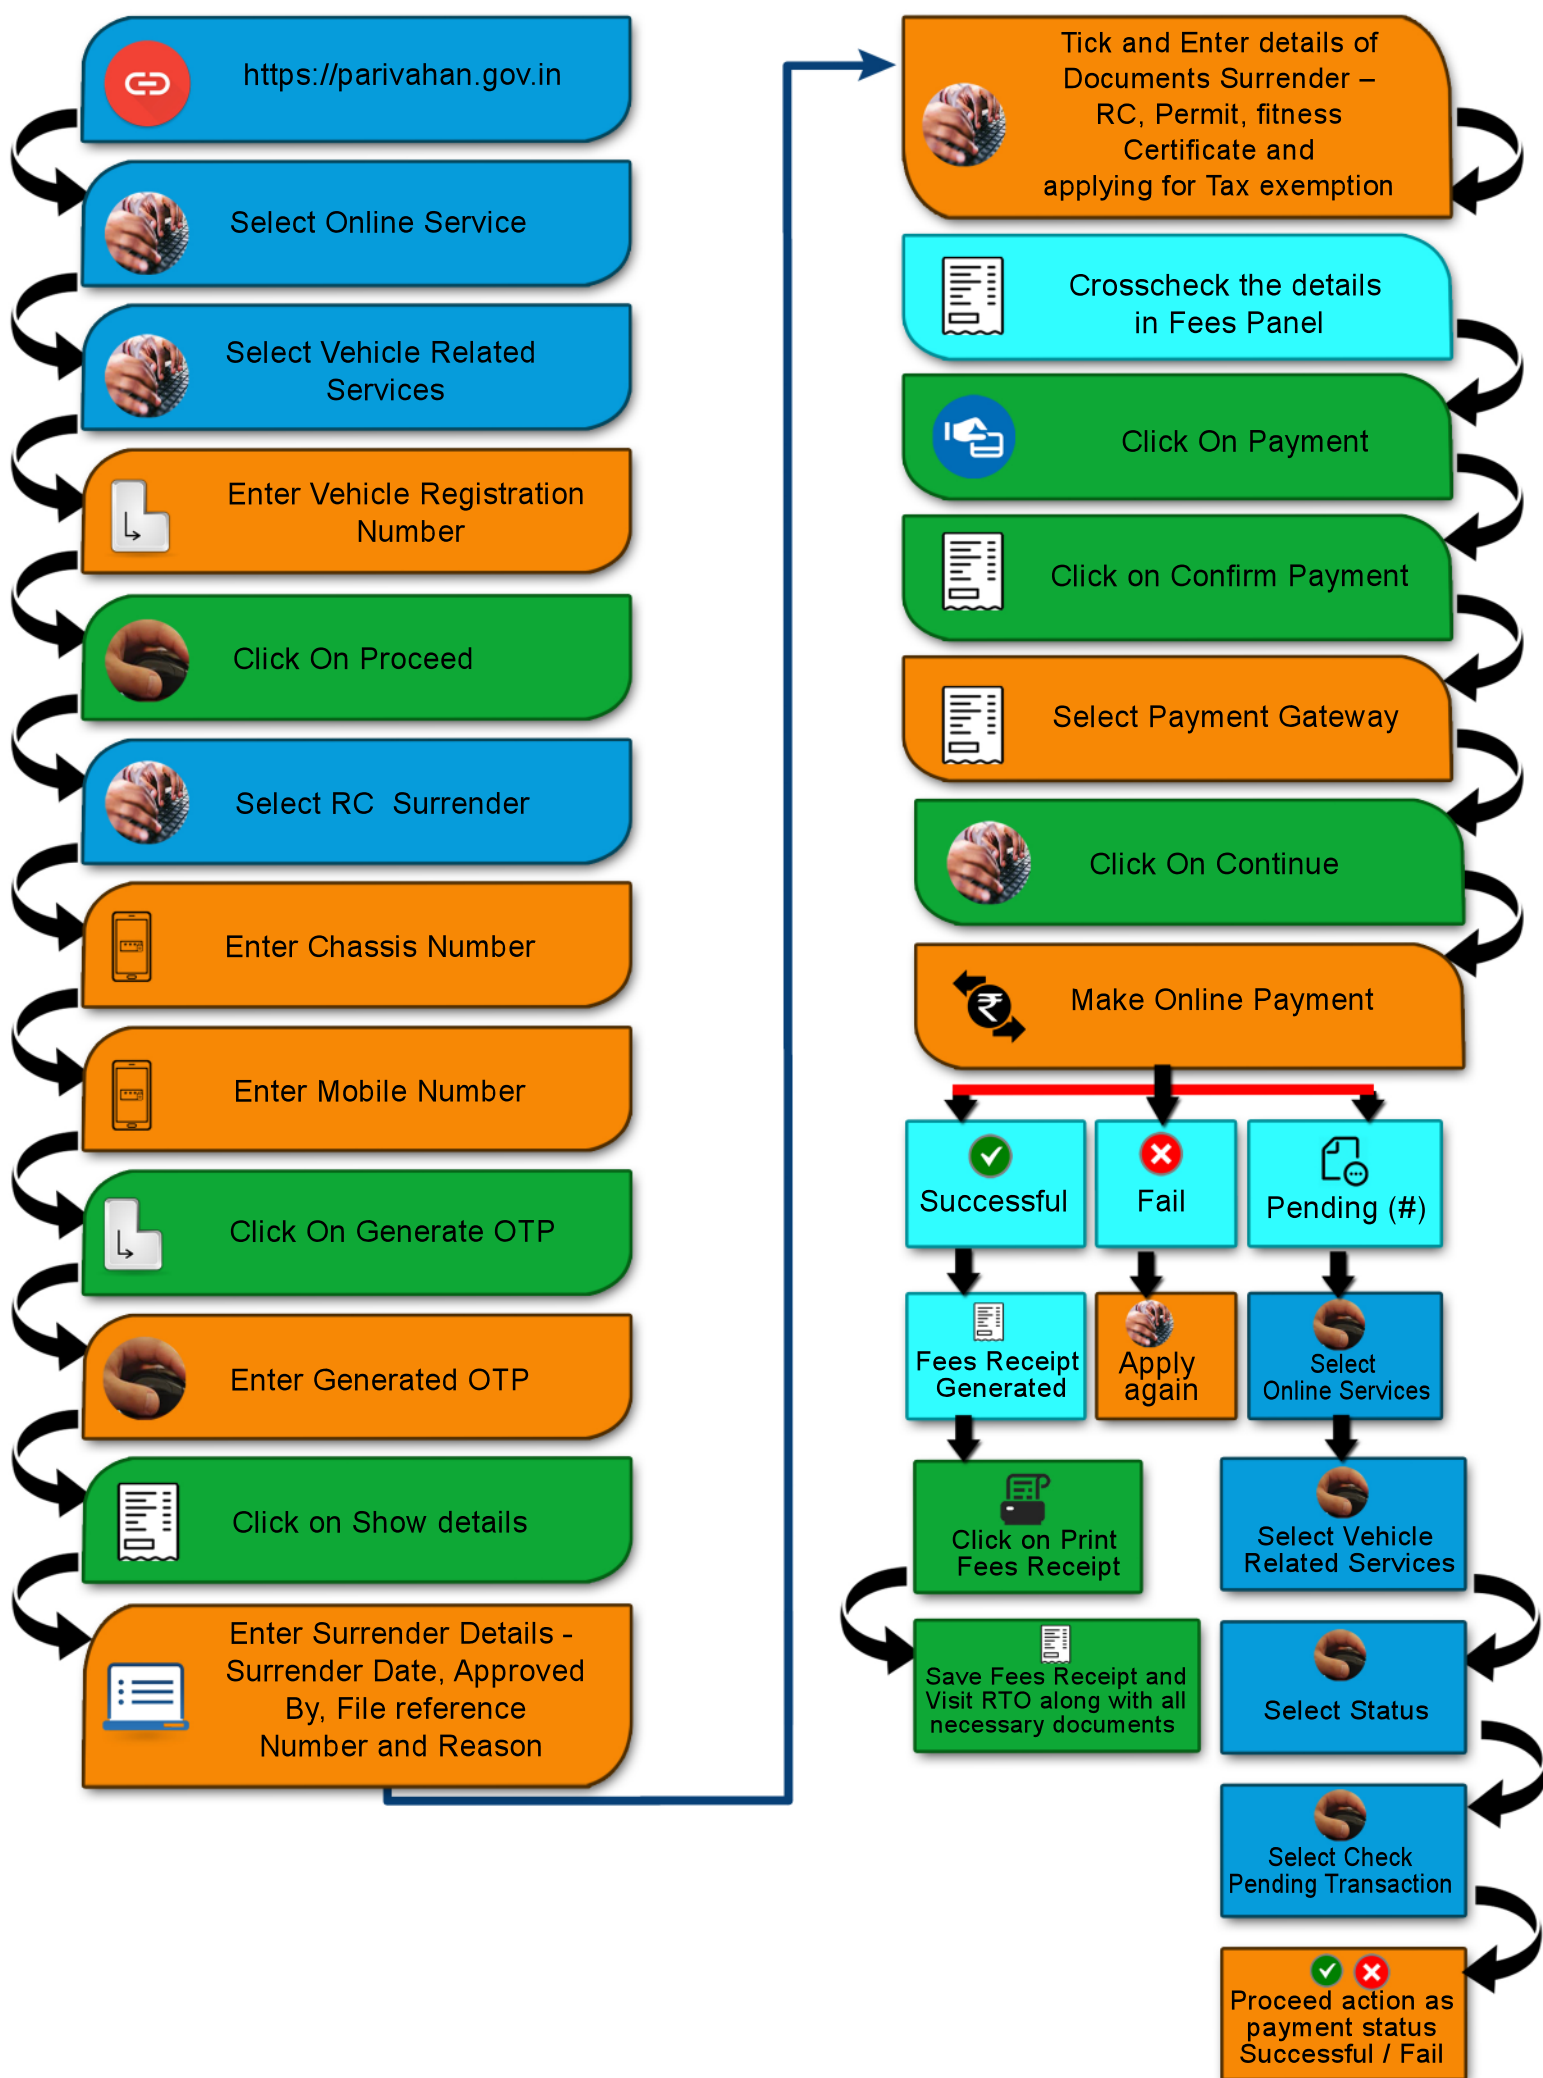 https://parivahan.gov.in
Select Online Service
Select Vehicle Related
Services
Enter Vehicle Registration
Number
Click On Proceed
Select RC  Surrender
Enter Chassis Number
Enter Mobile Number
Click On Generate OTP
Enter Generated OTP
Click on Show details
Enter Surrender Details -
Surrender Date, Approved
By, File reference
Number and Reason
Tick and Enter details of
Documents Surrender –
RC, Permit, fitness
Certificate and
applying for Tax exemption
Crosscheck the details
in Fees Panel
Click On Payment
Click on Confirm Payment
Select Payment Gateway
Click On Continue
Make Online Payment
Successful
Fail
Pending (#)
Fees Receipt
Generated
Apply
again
Select
Online Services
Click on Print
Fees Receipt
Select Vehicle
Related Services
Save Fees Receipt and
Visit RTO along with all
necessary documents
Select Status
Select Check
Pending Transaction
Proceed action as
payment status
Successful / Fail